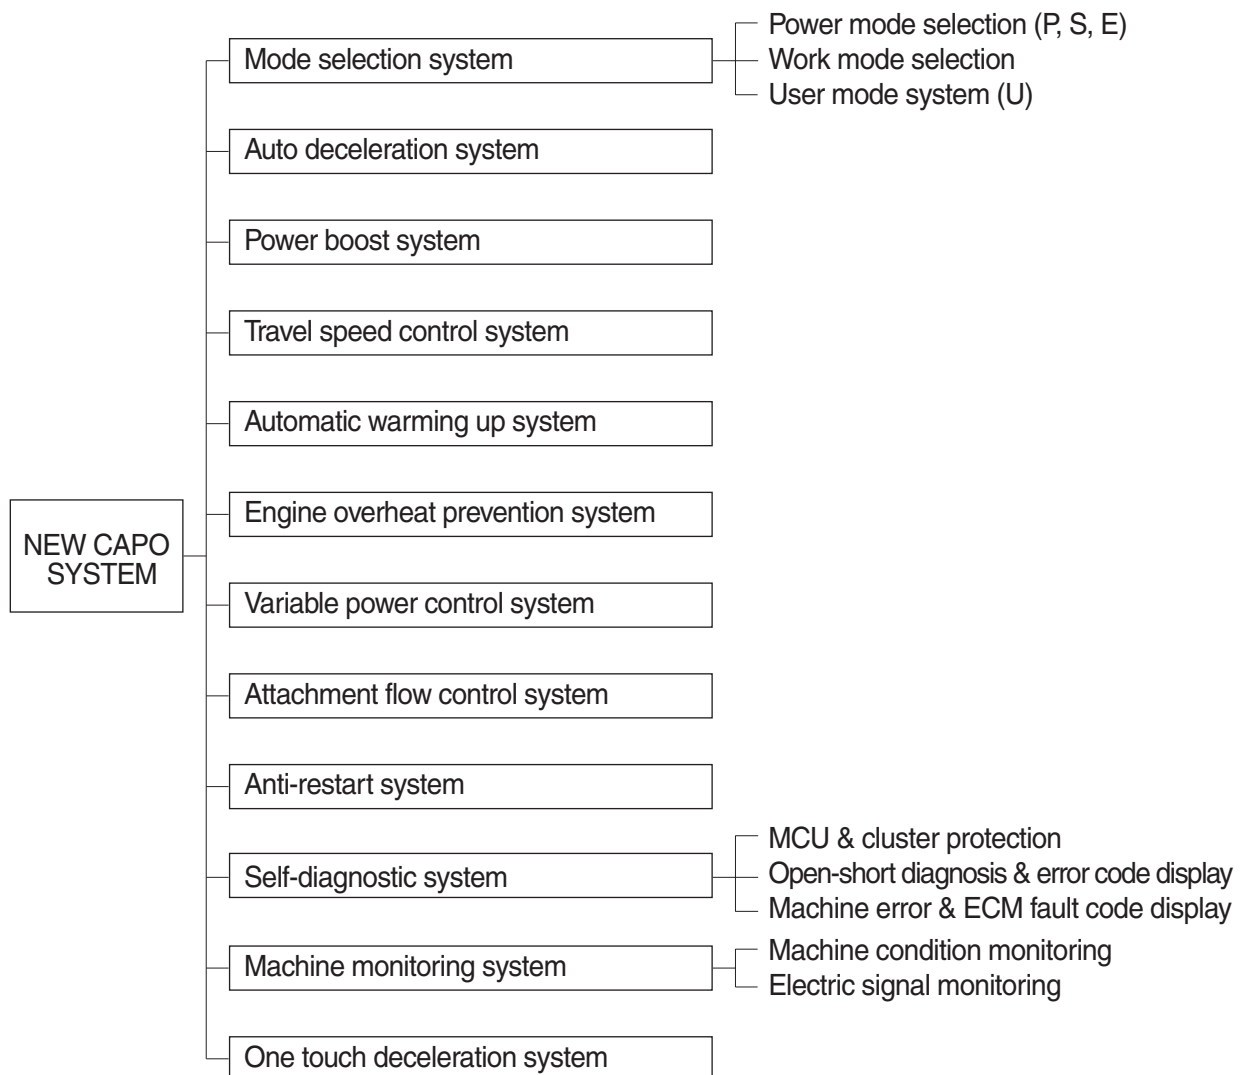 Mode selection system
Power mode selection (P, S, E)
Work mode selection
User mode system (U)
Auto deceleration system
Power boost system
Travel speed control system
Automatic warming up system
Engine overheat prevention system
NEW CAPO
SYSTEM
Variable power control system
Attachment flow control system
Anti-restart system
Self-diagnostic system
MCU & cluster protection
Open-short diagnosis & error code display
Machine error & ECM fault code display
Machine monitoring system
Machine condition monitoring
Electric signal monitoring
One touch deceleration system